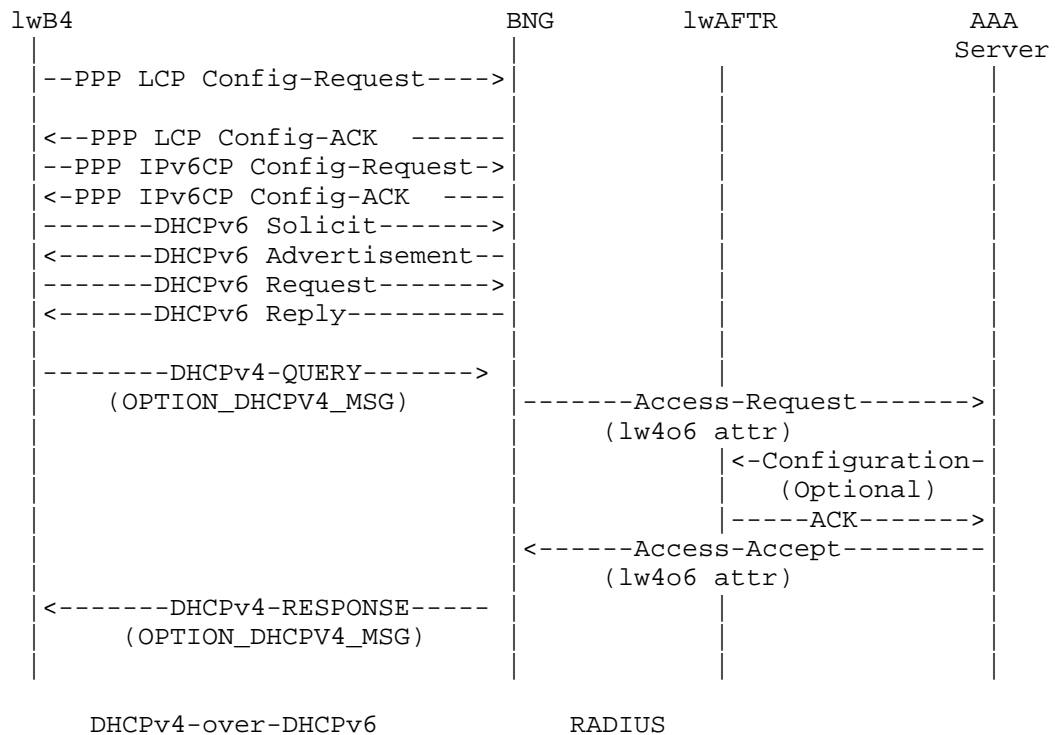 lwB4                             BNG         lwAFTR            AAA
 |                                |                           Server
 |--PPP LCP Config-Request---->|              |                 |
 |                                |             |                 |
 |<--PPP LCP Config-ACK  ------|              |                 |
 |--PPP IPv6CP Config-Request->|              |                 |
 |<-PPP IPv6CP Config-ACK  ----|              |                 |
 |-------DHCPv6 Solicit------->|              |                 |
 |<------DHCPv6 Advertisement--|              |                 |
 |-------DHCPv6 Request------->|              |                 |
 |<------DHCPv6 Reply----------|              |                 |
 |                                |             |                 |
 |--------DHCPv4-QUERY-------> |              |                 |
 |     (OPTION_DHCPV4_MSG)     |-------Access-Request------->|
 |                                |     (lw4o6 attr)              |
 |                                |             |<-Configuration-|
 |                                |             |   (Optional)   |
 |                                |             |-----ACK------->|
 |                                |<------Access-Accept---------|
 |                                |     (lw4o6 attr)              |
 |<-------DHCPv4-RESPONSE----- |              |                 |
 |     (OPTION_DHCPV4_MSG)     |              |                 |
 |                                |             |                 |
DHCPv4-over-DHCPv6            RADIUS